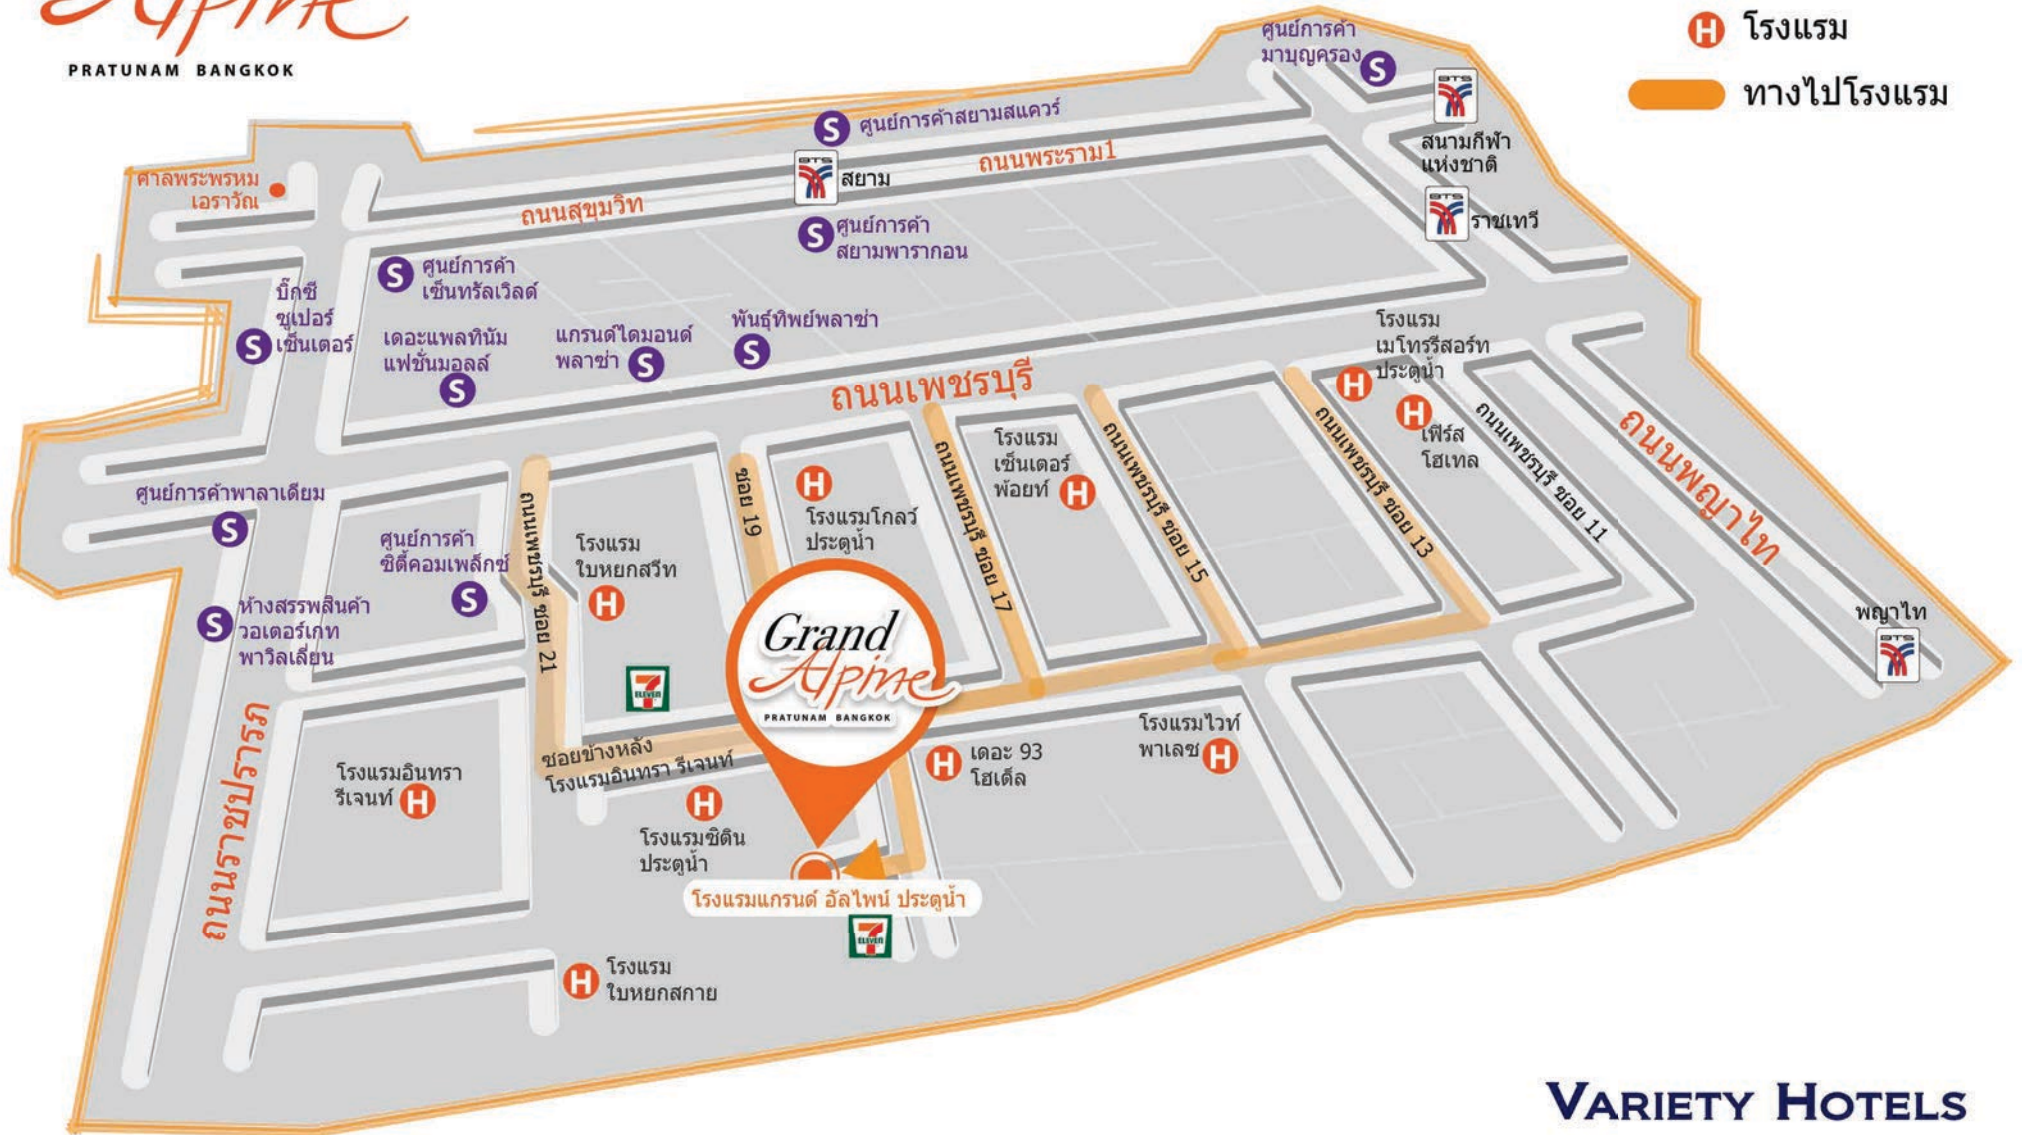 Alpine
PRATUNAM BANGKOK
H โรงแรม
ทางไปโรงแรม
ศูนย์การค้า
มาบุญครอง
S
BTS
สนามกีฬา
แห่งชาติ
S ศูนย์การค้าสยามสแควร์
BTS
สยาม
ถนนพระราม1
ศาลพระพรหม
เอราวัณ
ถนนสุขุมวิท
BTS
ราชเทวี
S ศูนย์การค้า
สยามพารากอน
S ศูนย์การค้า
เซ็นทรัลเวิลด์
บิ๊กซี
ซูเปอร์
S เซ็นเตอร์
เดอะแพลทินัม
แฟชั่นมอลล์
S
แกรนด์ไดมอนด์
พลาซ่า S
พันธุ์ทิพย์พลาซ่า
S
ถนนเพชรบุรี
โรงแรม
เมโทรรีสอร์ท
ประตูน้ำ
H
H
เฟิร์ส
โฮเทล
ถนนเพชรบุรี ซอย 11
ถนนพญาไท
พญาไท
BTS
ถนนเพชรบุรี ซอย 13
ถนนเพชรบุรี ซอย 15
โรงแรม
เซ็นเตอร์
พ้อยท์ H
ถนนเพชรบุรี ซอย 17
H
โรงแรมโกลว์
ประตูน้ำ
ซอย 19
ถนนเพชรบุรี ซอย 21
โรงแรม
ใบหยกสวีท
H
ศูนย์การค้าพาลาเดียม
S
ศูนย์การค้า
ซิตี้คอมเพล็กซ์
S
S ห้างสรรพสินค้า
วอเตอร์เกท
พาวิลเลี่ยน
7
ELEVEN
Grand
Alpine
PRATUNAM BANGKOK
ถนนราชปรารภ
โรงแรมอินทรา
รีเจนท์ H
ซอยข้างหลัง
โรงแรมอินทรา รีเจนท์
H
โรงแรมซิติน
ประตูน้ำ
H เดอะ 93
โฮเต็ล
โรงแรมไวท์
พาเลซ H
โรงแรมแกรนด์ อัลไพน์ ประตูน้ำ
7
ELEVEN
H โรงแรม
ใบหยกสกาย
VARIETY HOTELS